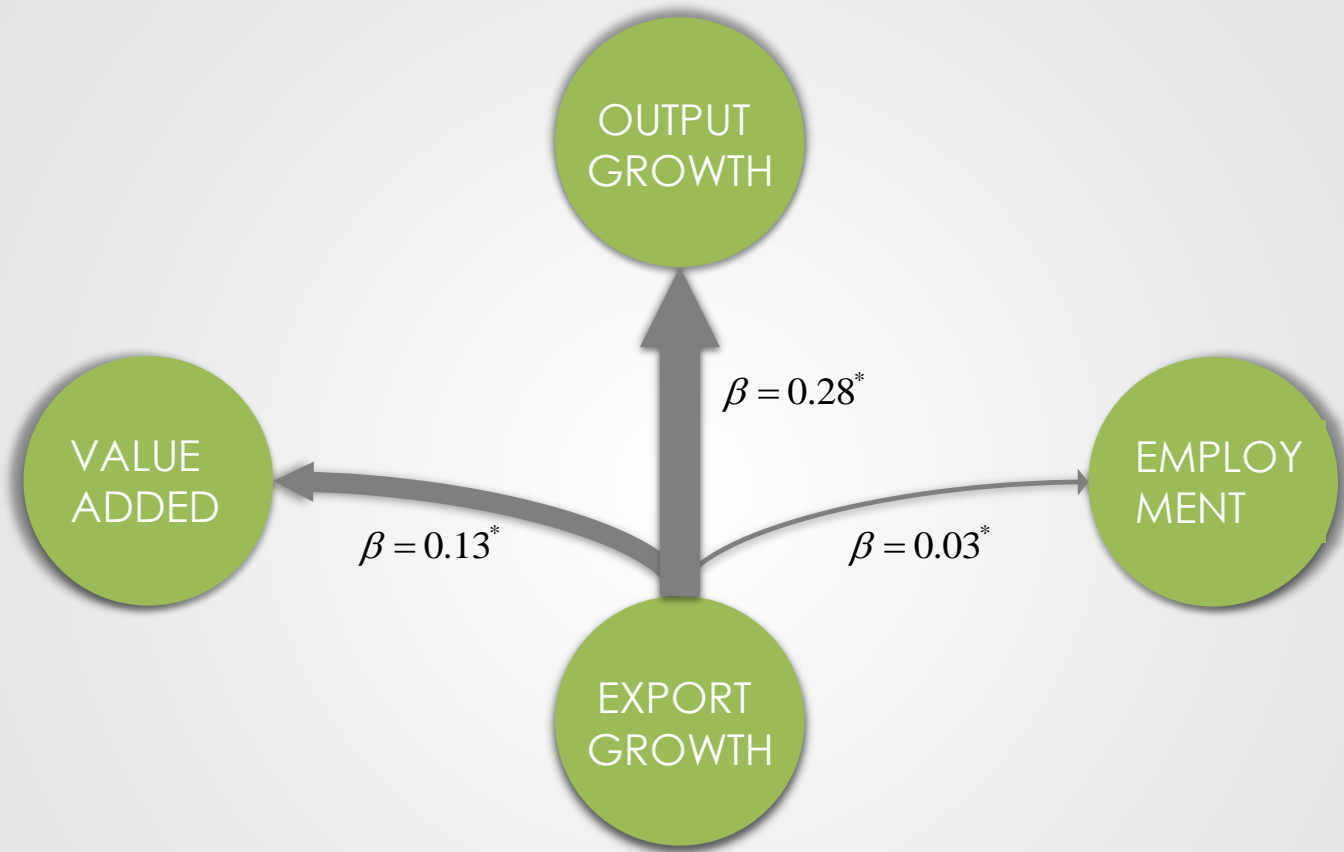 OUTPUT
GROWTH
β = 0.28*
VALUE
ADDED
EMPLOY
MENT
β = 0.13*
β = 0.03*
EXPORT
GROWTH